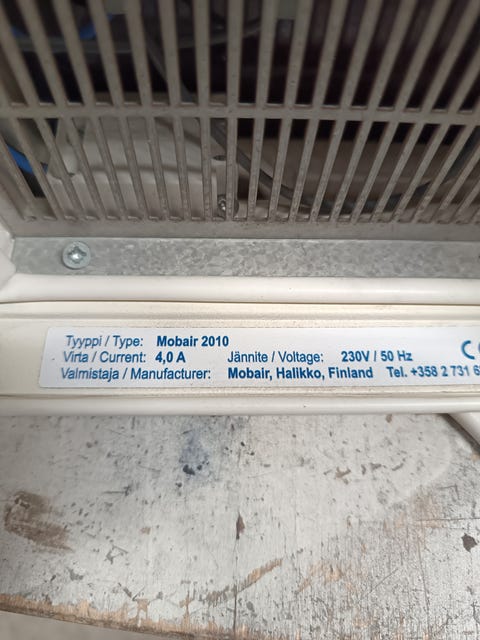 Tyyppi / Type: Mobair 2010
Virta / Current: 4,0 A Jännite / Voltage: 230V / 50 Hz
Valmistaja / Manufacturer: Mobair, Halikko, Finland Tel. +358 2 731